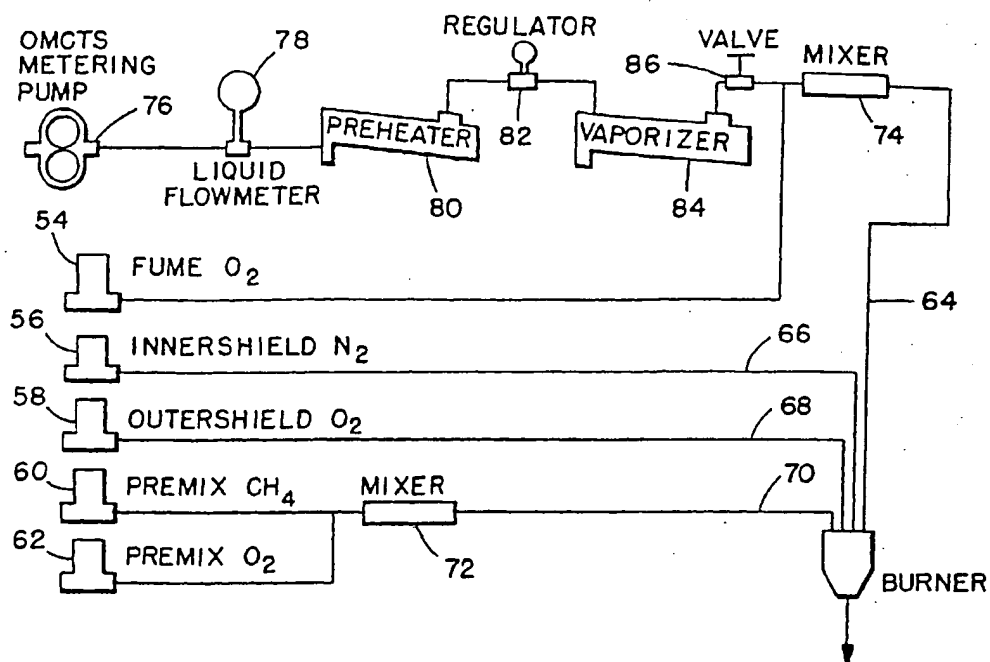 OMCTS
METERING
PUMP
76
78
LIQUID
FLOWMETER
PREHEATER
80
REGULATOR
82
VAPORIZER
84
VALVE
86
MIXER
74
54
FUME O₂
64
56
INNERSHIELD N₂
66
58
OUTERSHIELD O₂
68
60
PREMIX CH₄
MIXER
72
70
62
PREMIX O₂
BURNER